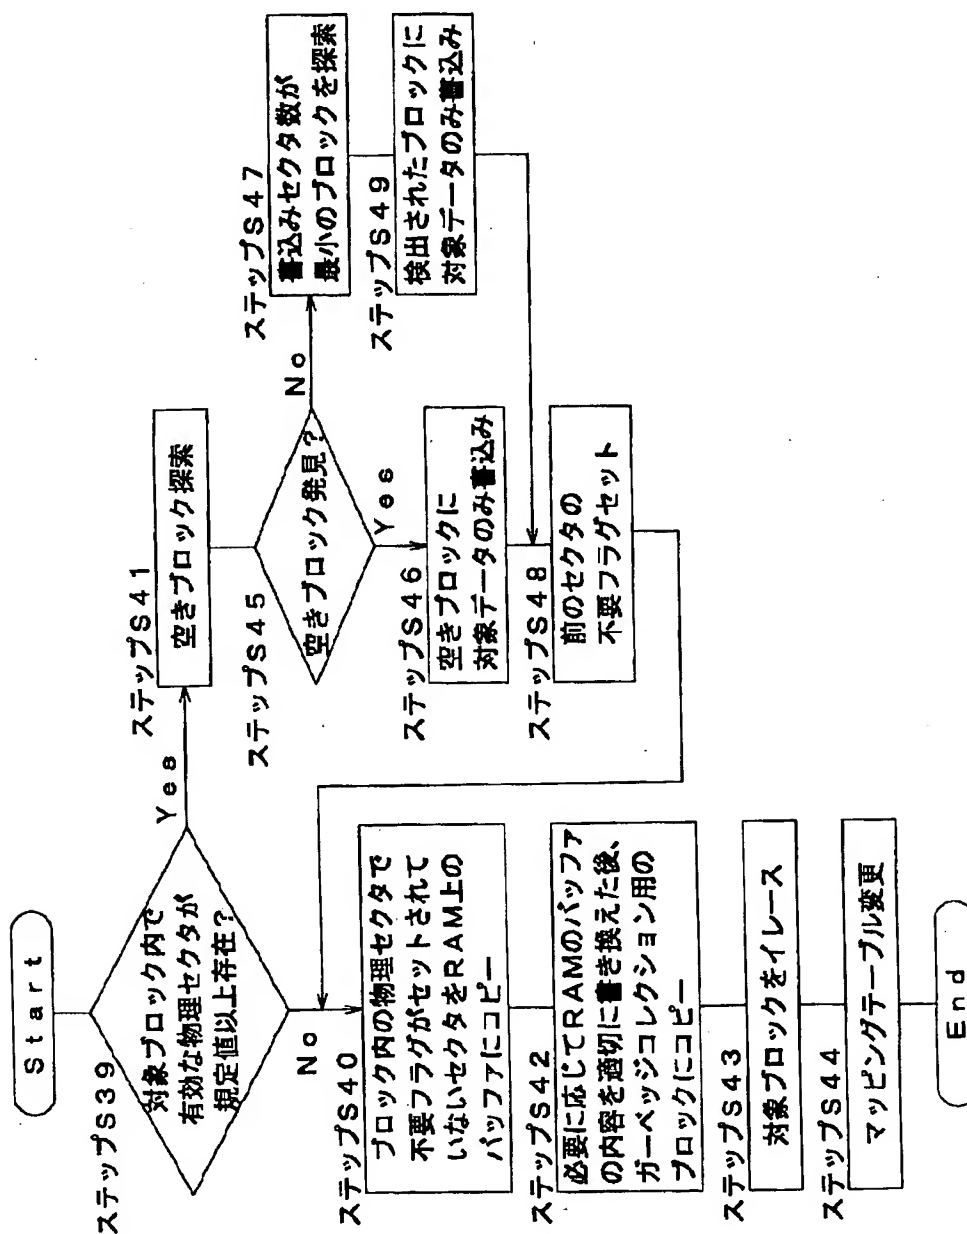 Start
ステップS39
対象ブロック内で
有効な物理セクタが
規定値以上存在?
Yes
No
ステップS41
空きブロック探索
ステップS45
空きブロック発見?
No
Yes
ステップS47
書込みセクタ数が
最小のブロックを探索
ステップS49
検出されたブロックに
対象データのみ書込み
ステップS46
空きブロックに
対象データのみ書込み
ステップS48
前のセクタの
不要フラグセット
ステップS40
ブロック内の物理セクタで
不要フラグがセットされて
いないセクタをRAM上の
バッファにコピー
ステップS42
必要に応じてRAMのバッファ
の内容を適切に書き換えた後、
ガーベッジコレクション用の
ブロックにコピー
ステップS43
対象ブロックをイレース
ステップS44
マッピングテーブル変更
End